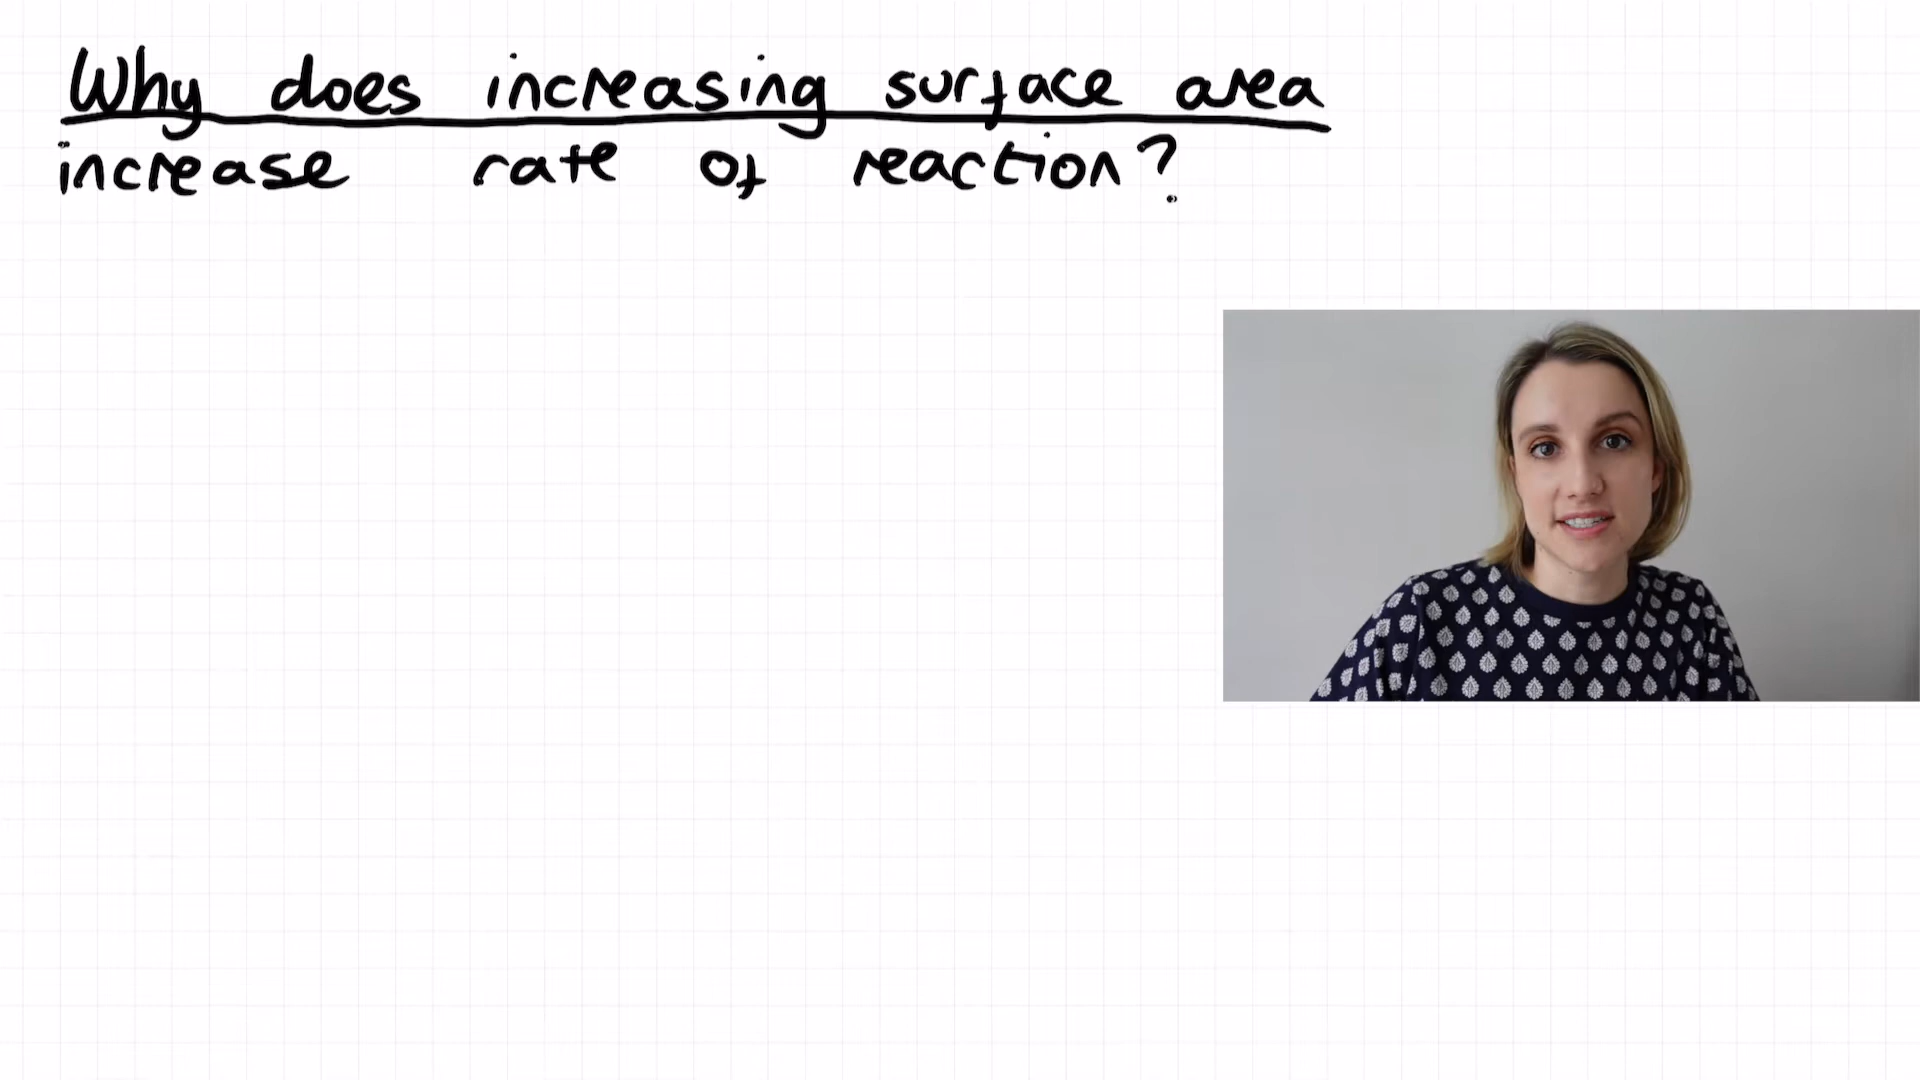 Why does increasing surface area
increase rate of reaction?